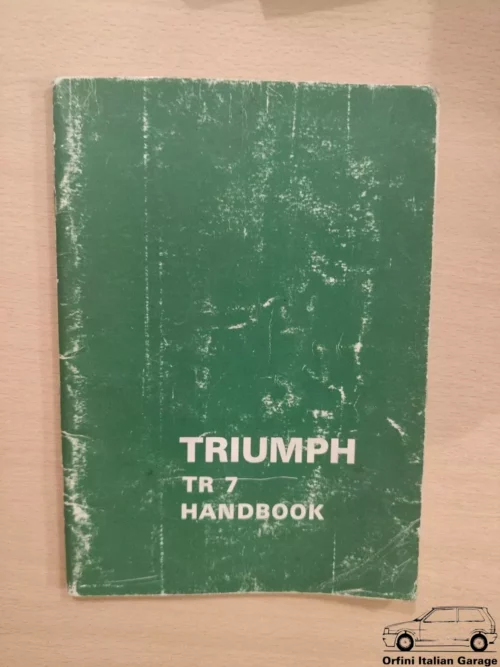 TRIUMPH
TR 7
HANDBOOK
Orfini Italian Garage